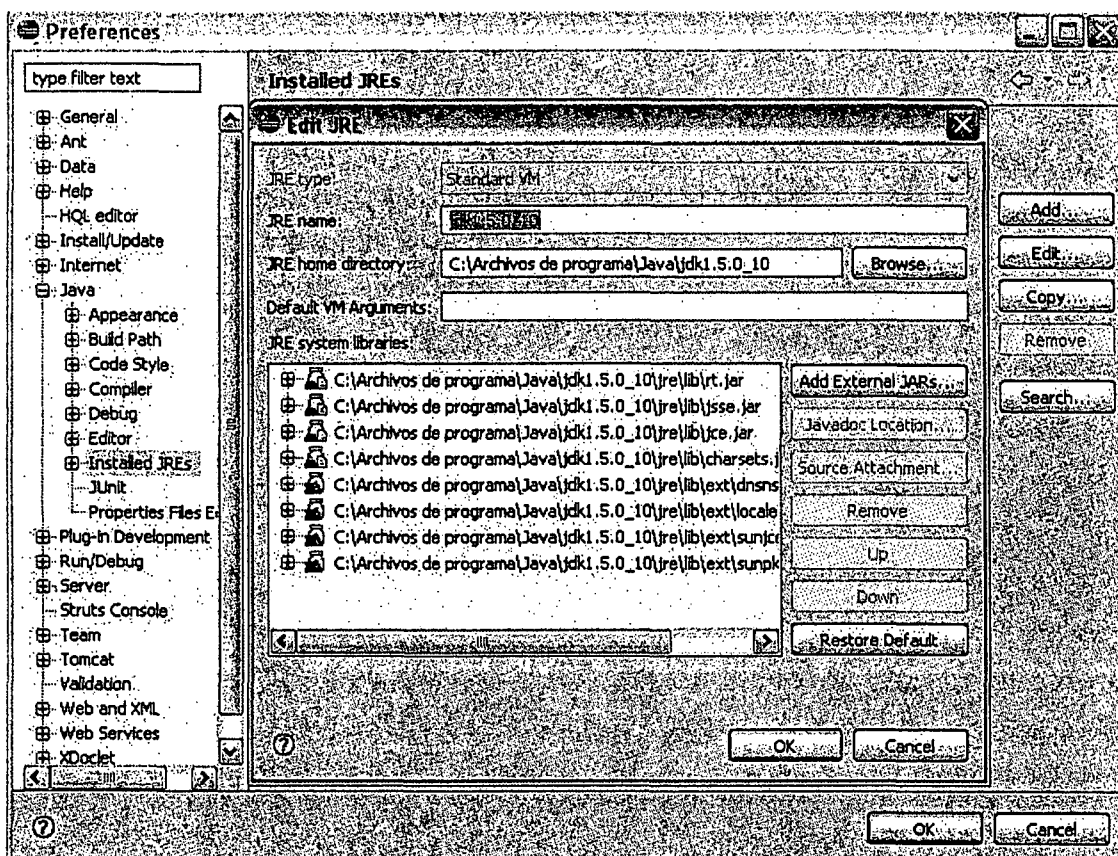 Preferences
type filter text
General
Ant
Data
Help
HQL editor
Install/Update
Internet
Java
Appearance
Build Path
Code Style
Compiler
Debug
Editor
Installed JREs
JUnit
Properties Files E
Plug-in Development
Run/Debug
Server
Struts Console
Team
Tomcat
Validation
Web and XML
Web Services
XDoclet
Installed JREs
Edit JRE
JRE type: Standard VM
JRE name:
JRE home directory: C:\Archivos de programa\Java\jdk1.5.0_10 Browse...
Default VM Arguments:
JRE system libraries:
C:\Archivos de programa\Java\jdk1.5.0_10\jre\lib\rt.jar
C:\Archivos de programa\Java\jdk1.5.0_10\jre\lib\jsse.jar
C:\Archivos de programa\Java\jdk1.5.0_10\jre\lib\jce.jar
C:\Archivos de programa\Java\jdk1.5.0_10\jre\lib\charsets.j
C:\Archivos de programa\Java\jdk1.5.0_10\jre\lib\ext\dnsns
C:\Archivos de programa\Java\jdk1.5.0_10\jre\lib\ext\locale
C:\Archivos de programa\Java\jdk1.5.0_10\jre\lib\ext\sunjce
C:\Archivos de programa\Java\jdk1.5.0_10\jre\lib\ext\sunpk
Add External JARs...
Javadoc Location...
Source Attachment...
Remove
Up
Down
Restore Default
OK Cancel
Add...
Edit...
Copy...
Remove
Search...
OK Cancel